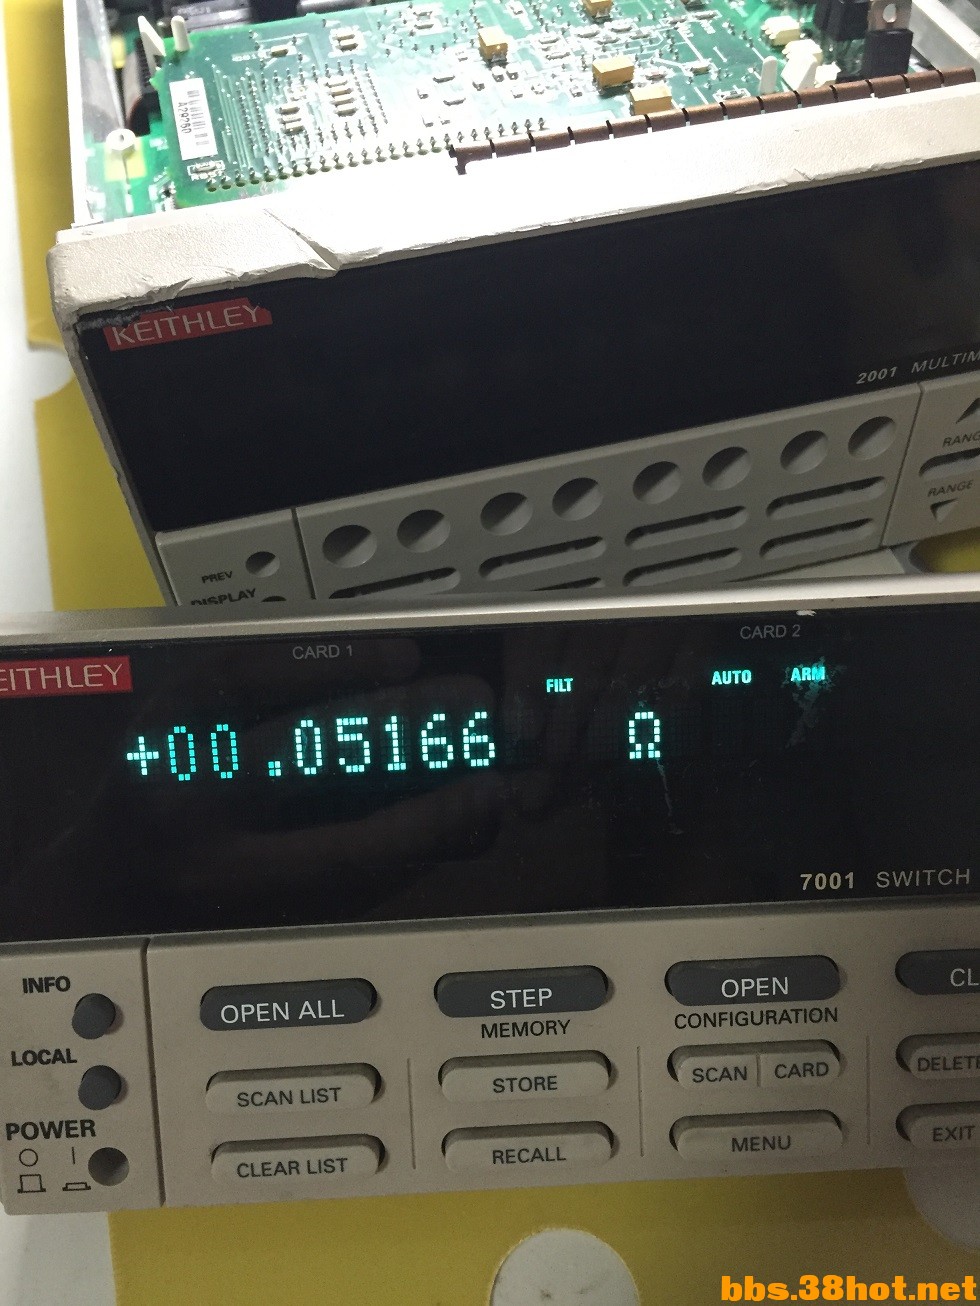 A79260
KEITHLEY
2001 MULTIM
RANG
RANGE
PREV
DISPLAY
CARD 1
CARD 2
EITHLEY
FILT
AUTO
ARM
+00.05166 Ω
7001 SWITCH
INFO
OPEN ALL
STEP
OPEN
CL
MEMORY
CONFIGURATION
LOCAL
SCAN LIST
STORE
SCAN
CARD
DELETE
POWER
CLEAR LIST
RECALL
MENU
EXIT
bbs.38hot.net